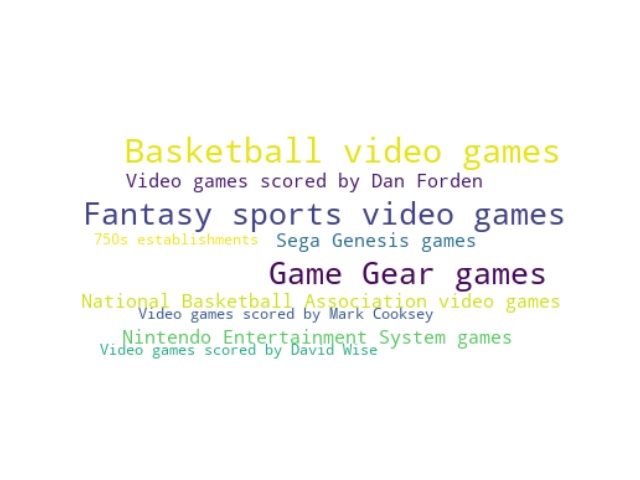 Basketball video games
Video games scored by Dan Forden
Fantasy sports video games
750s establishments
Sega Genesis games
Game Gear games
National Basketball Association video games
Video games scored by Mark Cooksey
Nintendo Entertainment System games
Video games scored by David Wise